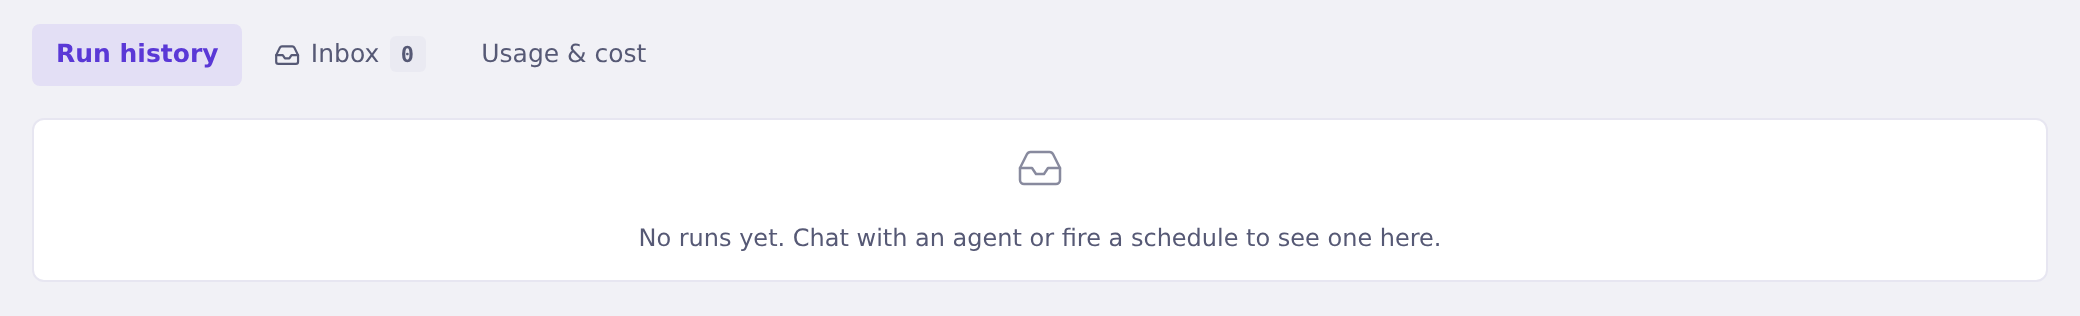 Run history
Inbox 0
Usage & cost
No runs yet. Chat with an agent or fire a schedule to see one here.